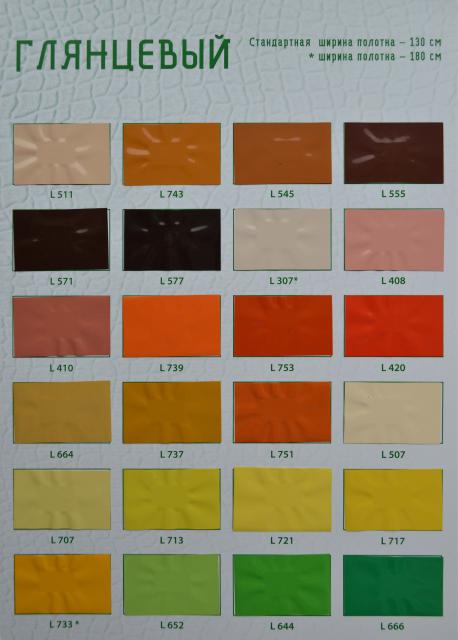 ГЛЯНЦЕВЫЙ
Стандартная ширина полотна – 130 см
* ширина полотна – 180 см
L 511 L 743 L 545 L 555
L 571 L 577 L 307* L 408
L 410 L 739 L 753 L 420
L 664 L 737 L 751 L 507
L 707 L 713 L 721 L 717
L 733 * L 652 L 644 L 666